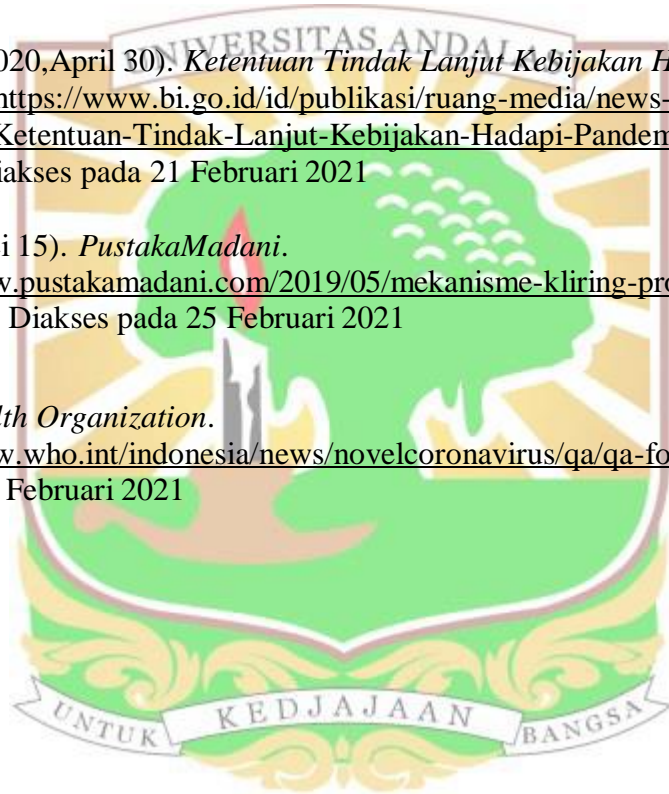 UNIVERSITAS ANDALAS
020,April 30). Ketentuan Tindak Lanjut Kebijakan H
https://www.bi.go.id/id/publikasi/ruang-media/news-
Ketentuan-Tindak-Lanjut-Kebijakan-Hadapi-Pandem
iakses pada 21 Februari 2021
i 15). PustakaMadani.
w.pustakamadani.com/2019/05/mekanisme-kliring-pro
Diakses pada 25 Februari 2021
lth Organization.
w.who.int/indonesia/news/novelcoronavirus/qa/qa-fo
Februari 2021
UNTUK KEDJAJAAN BANGSA